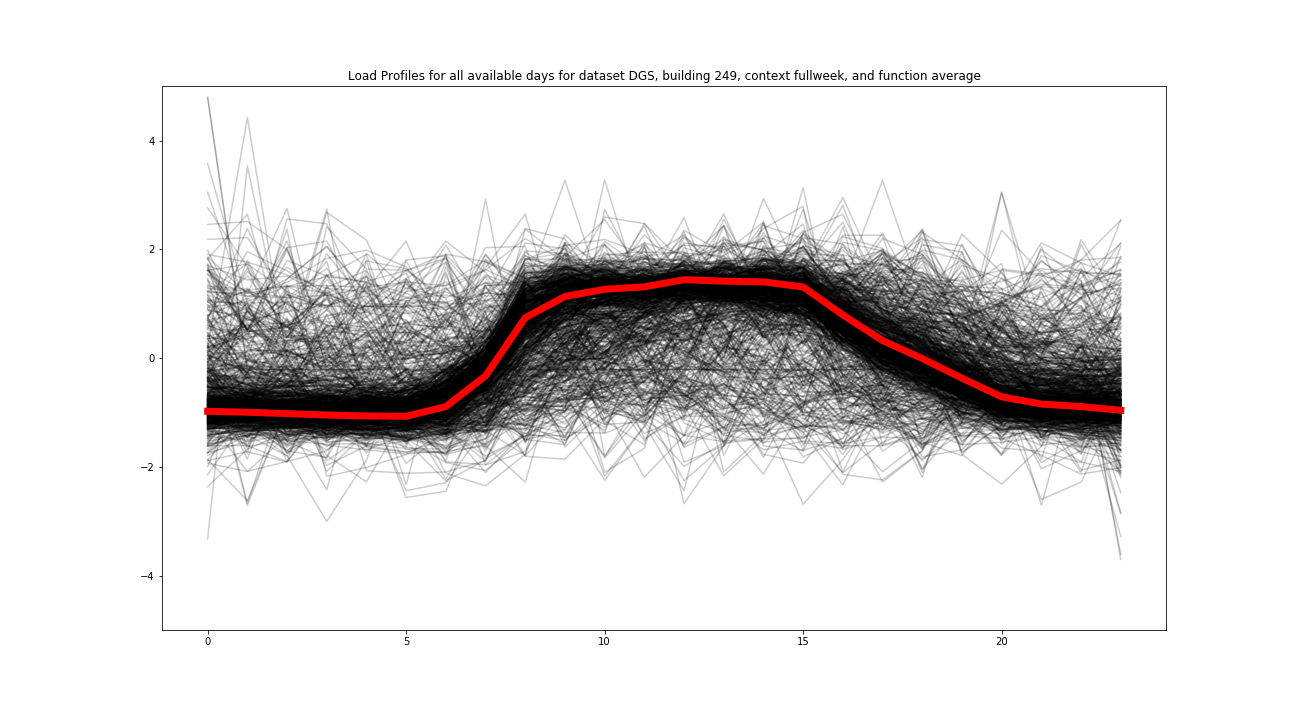 Load Profiles for all available days for dataset DGS, building 249, context fullweek, and function average
4
2
0
−2
−4
0 5 10 15 20